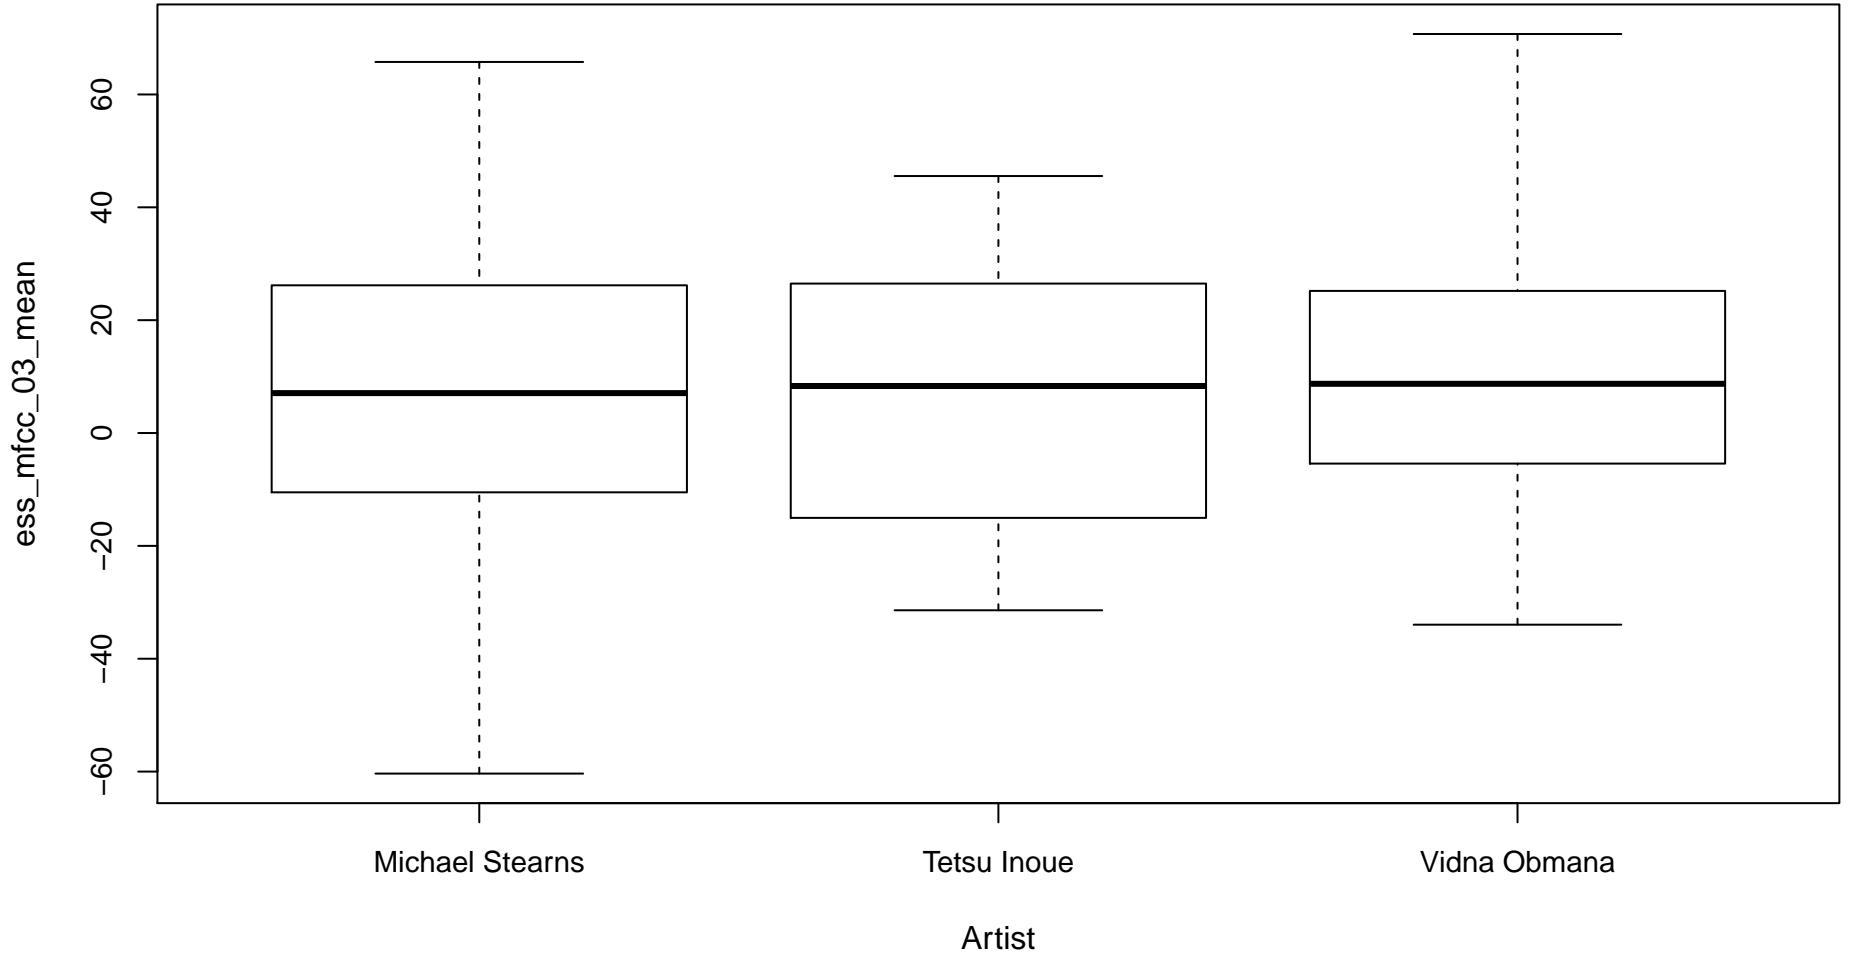 ess_mfcc_03_mean
60
40
20
0
−20
−40
−60
Michael Stearns
Tetsu Inoue
Vidna Obmana
Artist